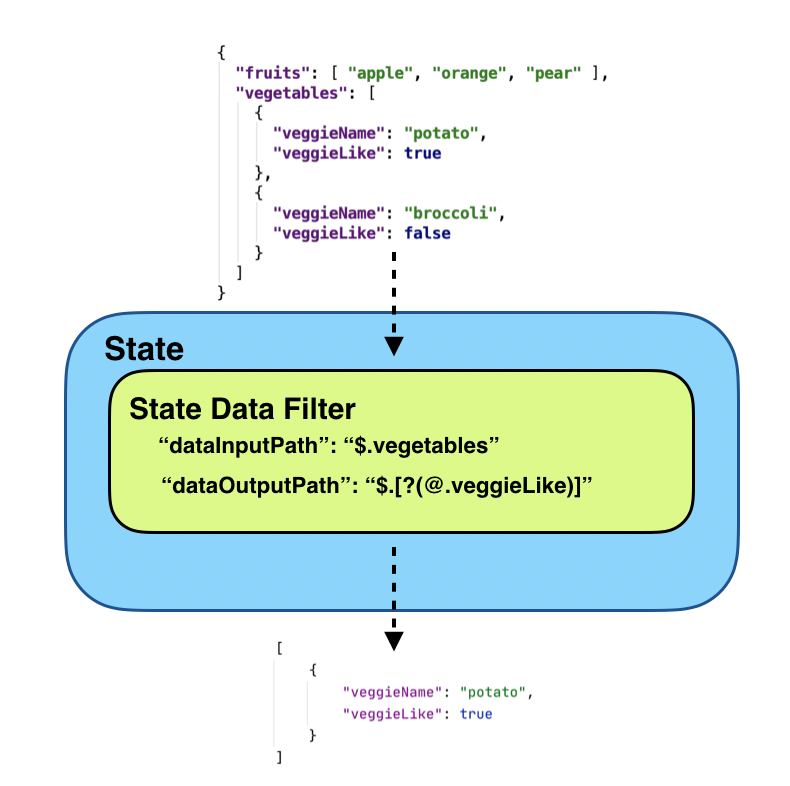 {
"fruits": [ "apple", "orange", "pear" ],
"vegetables": [
{
"veggieName": "potato",
"veggieLike": true
},
{
"veggieName": "broccoli",
"veggieLike": false
}
]
}
State
State Data Filter
“dataInputPath”: “$.vegetables”
“dataOutputPath”: “$.[?(@.veggieLike)]”
[
{
"veggieName": "potato",
"veggieLike": true
}
]